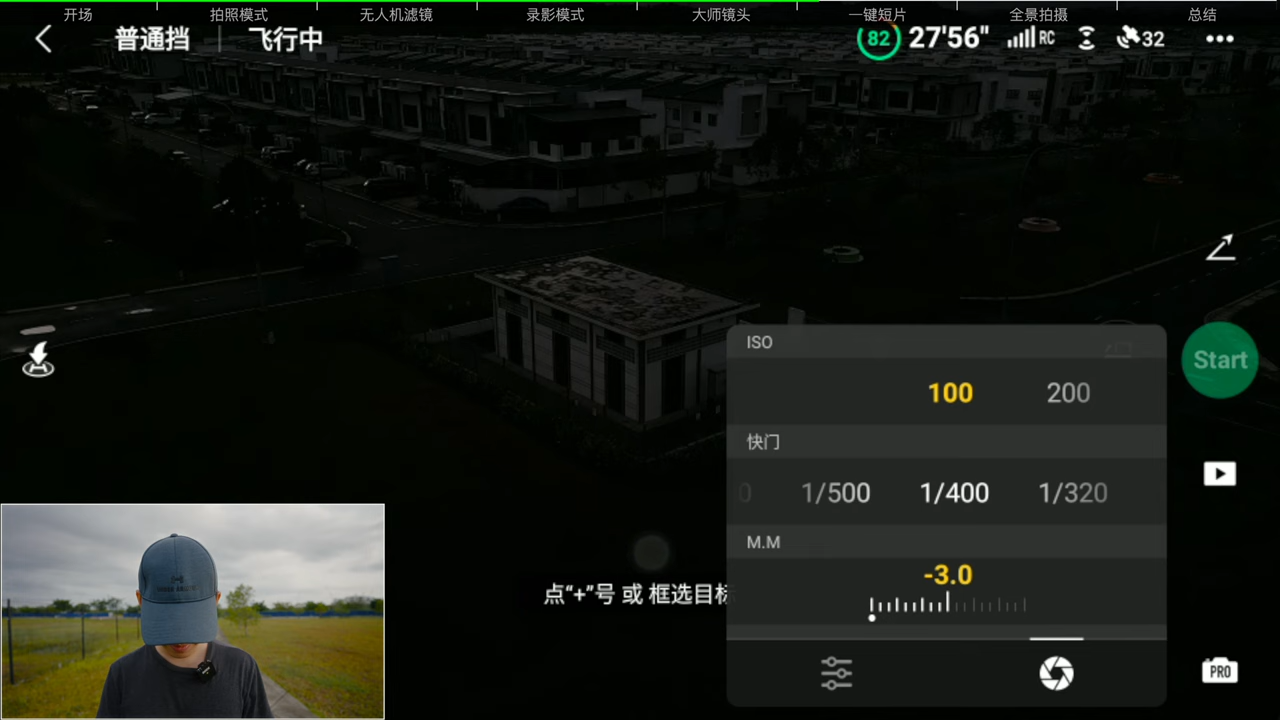 开场 拍照模式 无人机滤镜 录影模式 大师镜头 一键短片 全景拍摄 总结
普通挡 飞行中 82 27'56" RC 32
Start
ISO
100 200
快门
0 1/500 1/400 1/320
点“+”号 或 框选目标
M.M
-3.0
PRO